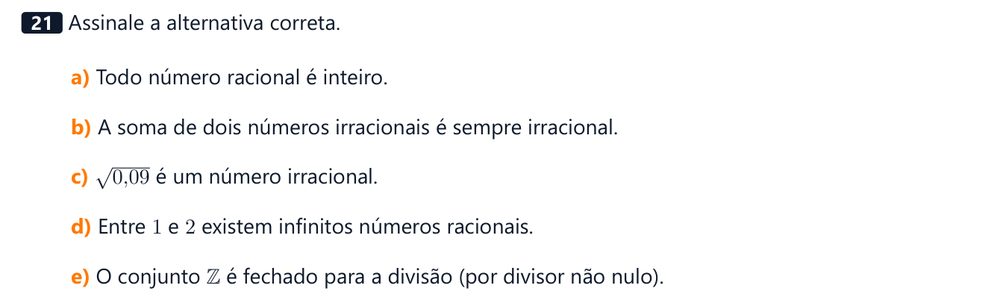 21 Assinale a alternativa correta.
a) Todo número racional é inteiro.
b) A soma de dois números irracionais é sempre irracional.
c) √0,09 é um número irracional.
d) Entre 1 e 2 existem infinitos números racionais.
e) O conjunto ℤ é fechado para a divisão (por divisor não nulo).